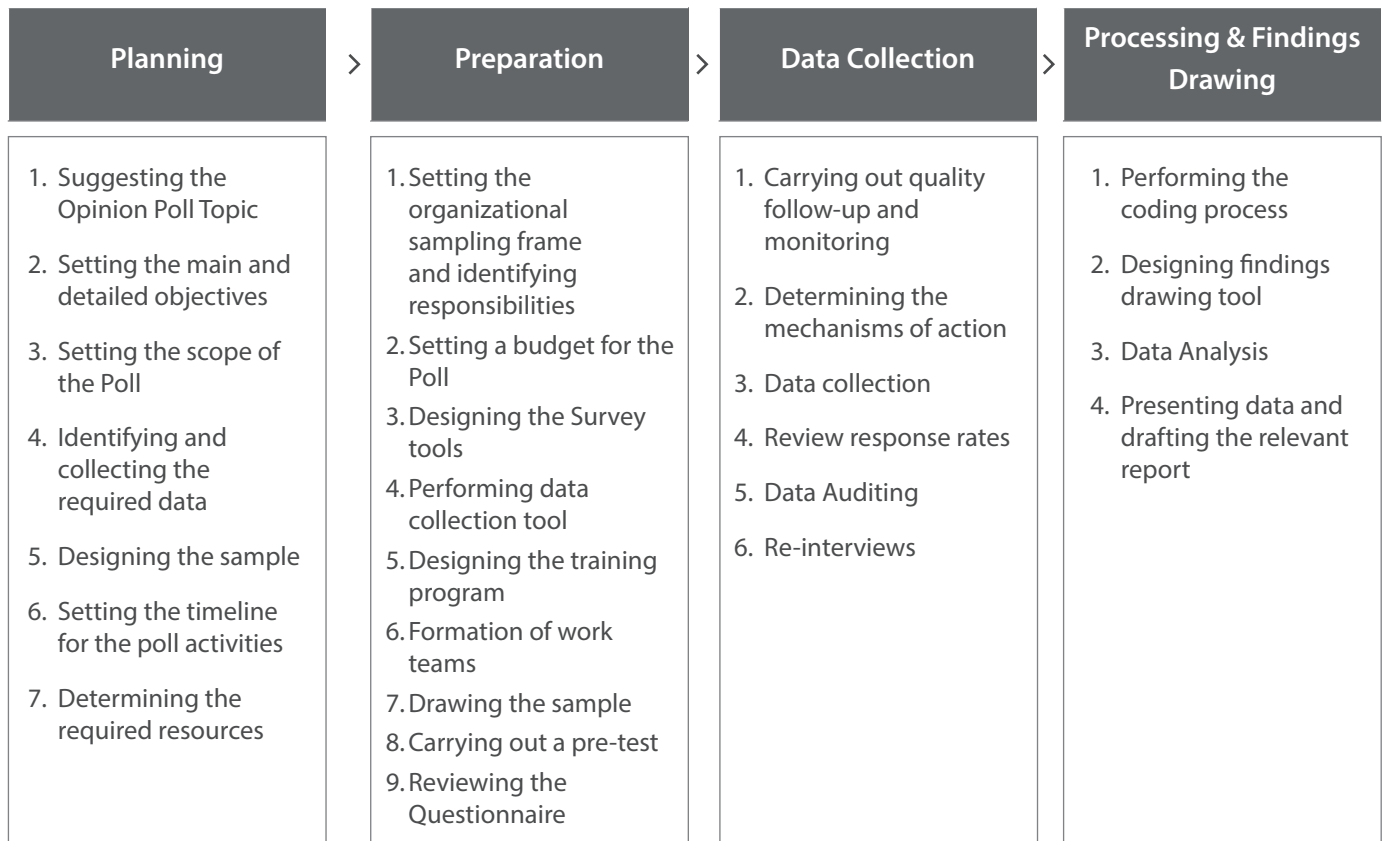 Planning
>
Preparation
>
Data Collection
>
Processing & Findings
Drawing
1. Suggesting the
Opinion Poll Topic
2. Setting the main and
detailed objectives
3. Setting the scope of
the Poll
4. Identifying and
collecting the
required data
5. Designing the sample
6. Setting the timeline
for the poll activities
7. Determining the
required resources
1. Setting the
organizational
sampling frame
and identifying
responsibilities
2. Setting a budget for the
Poll
3. Designing the Survey
tools
4. Performing data
collection tool
5. Designing the training
program
6. Formation of work
teams
7. Drawing the sample
8. Carrying out a pre-test
9. Reviewing the
Questionnaire
1. Carrying out quality
follow-up and
monitoring
2. Determining the
mechanisms of action
3. Data collection
4. Review response rates
5. Data Auditing
6. Re-interviews
1. Performing the
coding process
2. Designing findings
drawing tool
3. Data Analysis
4. Presenting data and
drafting the relevant
report